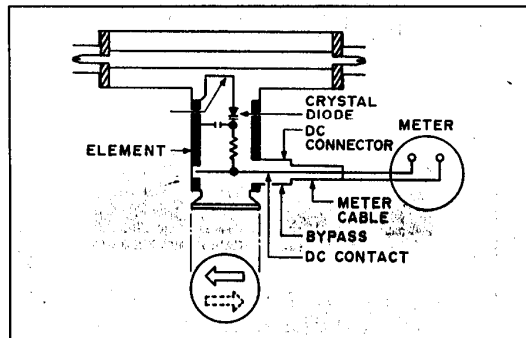 CRYSTAL
DIODE
DC
CONNECTOR
METER
ELEMENT
METER
CABLE
BYPASS
DC CONTACT